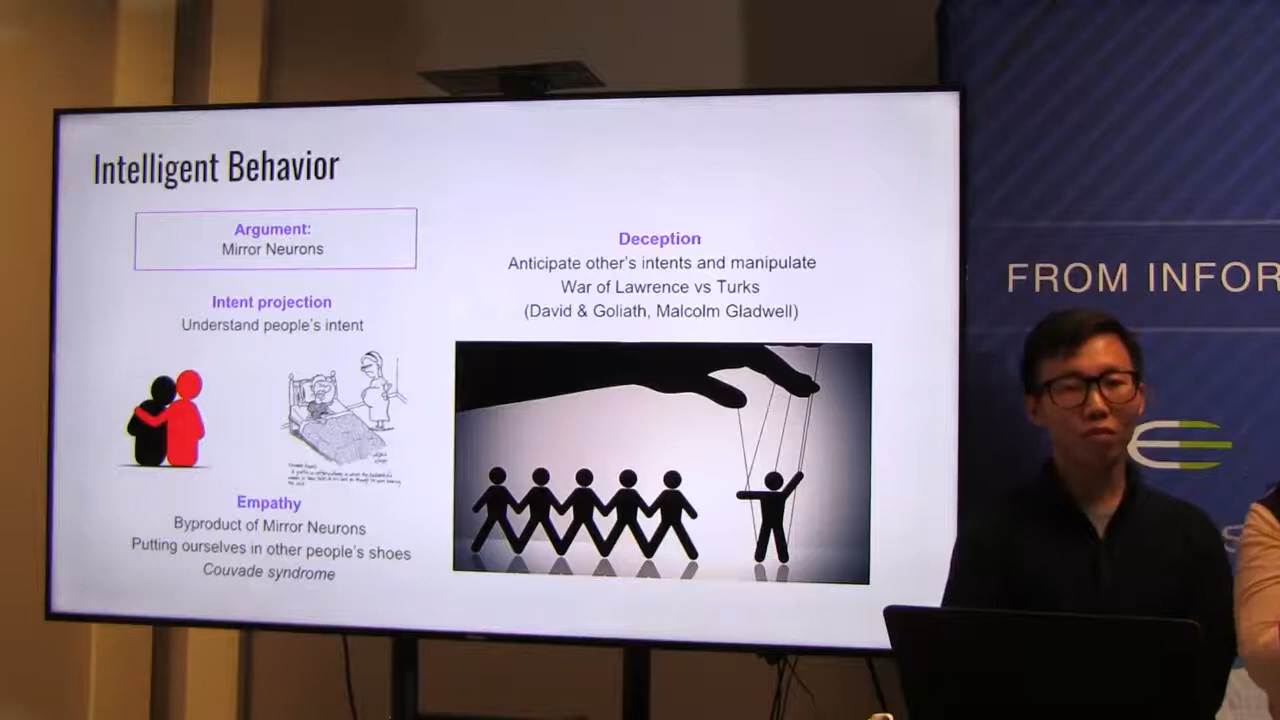 Intelligent Behavior
Argument:
Mirror Neurons
Intent projection
Understand people's intent
Empathy
Byproduct of Mirror Neurons
Putting ourselves in other people's shoes
Couvade syndrome
Deception
Anticipate other's intents and manipulate
War of Lawrence vs Turks
(David & Goliath, Malcolm Gladwell)
FROM INFOR